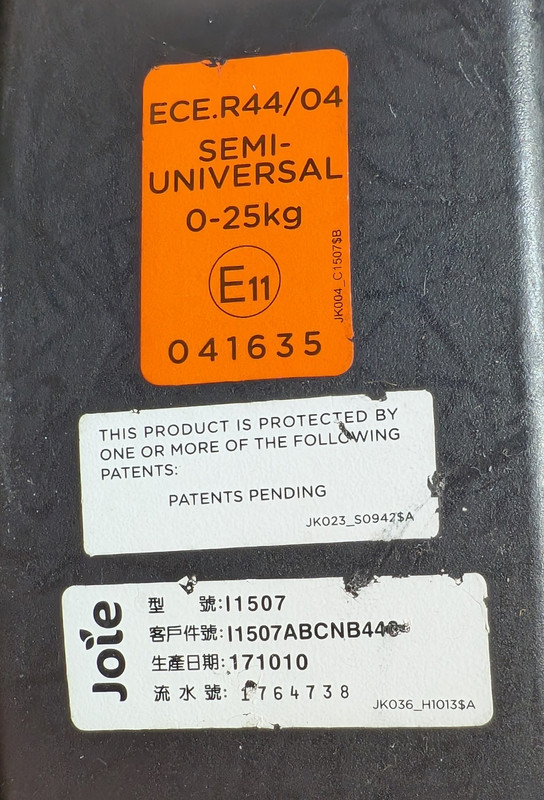 ECE.R44/04
SEMI-
UNIVERSAL
0-25kg
E11
JK004_C1507$B
041635
THIS PRODUCT IS PROTECTED BY
ONE OR MORE OF THE FOLLOWING
PATENTS:
PATENTS PENDING
JK023_S0942$A
Joie
型 號:I1507
客戶件號:
生產日期:171010
流水號: 1764738
JK036_H1013$A